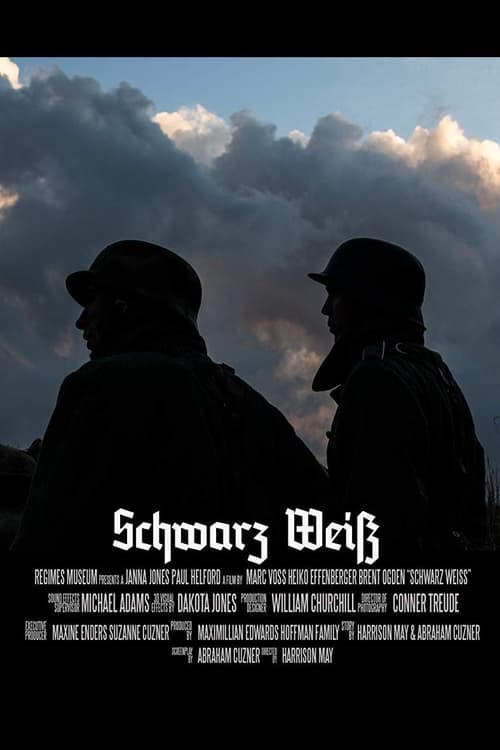 Schwarz Weiß
REGIMES MUSEUM PRESENTS A JANNA JONES PAUL HELFORD A FILM BY MARC VOSS HEIKO EFFENBERGER BRENT OGDEN "SCHWARZ WEISS"
SOUND EFFECTS SUPERVISOR MICHAEL ADAMS 3D VISUAL EFFECTS BY DAKOTA JONES PRODUCTION DESIGNER WILLIAM CHURCHILL DIRECTOR OF PHOTOGRAPHY CONNER TREUDE
EXECUTIVE PRODUCER MAXINE ENDERS SUZANNE CUZNER PRODUCED BY MAXIMILLIAN EDWARDS HOFFMAN FAMILY STORY BY HARRISON MAY & ABRAHAM CUZNER
SCREENPLAY BY ABRAHAM CUZNER DIRECTED BY HARRISON MAY